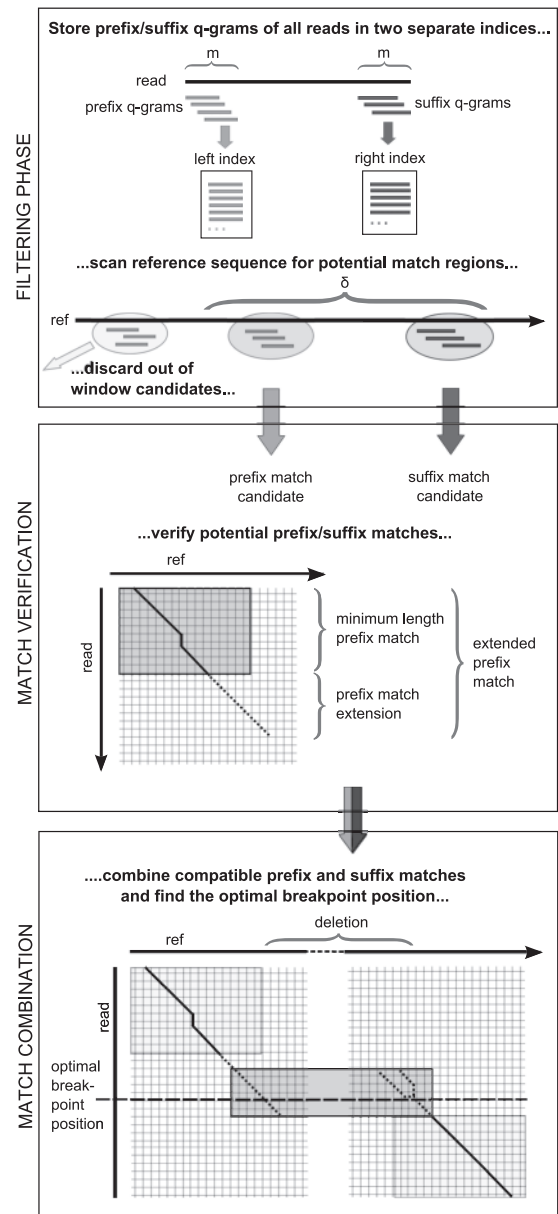 FILTERING PHASE
Store prefix/suffix q-grams of all reads in two separate indices...
m
m
read
prefix q-grams
suffix q-grams
left index
right index
...scan reference sequence for potential match regions...
δ
ref
...discard out of
window candidates...
MATCH VERIFICATION
prefix match
candidate
suffix match
candidate
...verify potential prefix/suffix matches...
ref
read
minimum length
prefix match
prefix match
extension
extended
prefix
match
MATCH COMBINATION
....combine compatible prefix and suffix matches
and find the optimal breakpoint position...
deletion
ref
read
optimal
break-
point
position